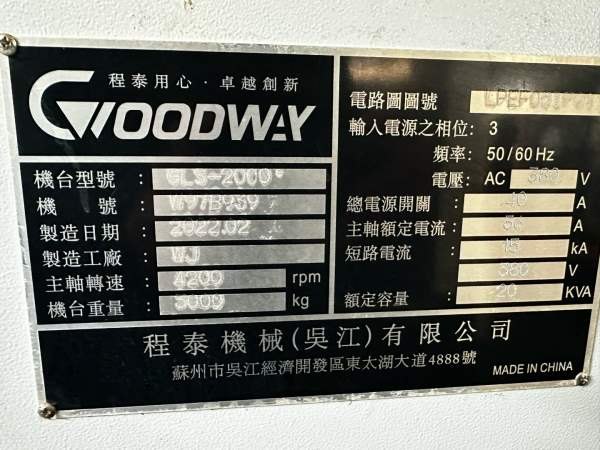 程泰用心·卓越創新
GOODWAY
機台型號：GLS-2000
機　　號：
製造日期：2022.02
製造工廠：WJ
主軸轉速：4200 rpm
機台重量：3000 kg
電路圖圖號
輸入電源之相位：3
頻率：50/60 Hz
電壓：AC 380 V
總電源開關：40 A
主軸額定電流：A
短路電流：15 kA
380 V
額定容量：20 KVA
程泰機械(吳江)有限公司
蘇州市吳江經濟開發區東太湖大道4888號
MADE IN CHINA